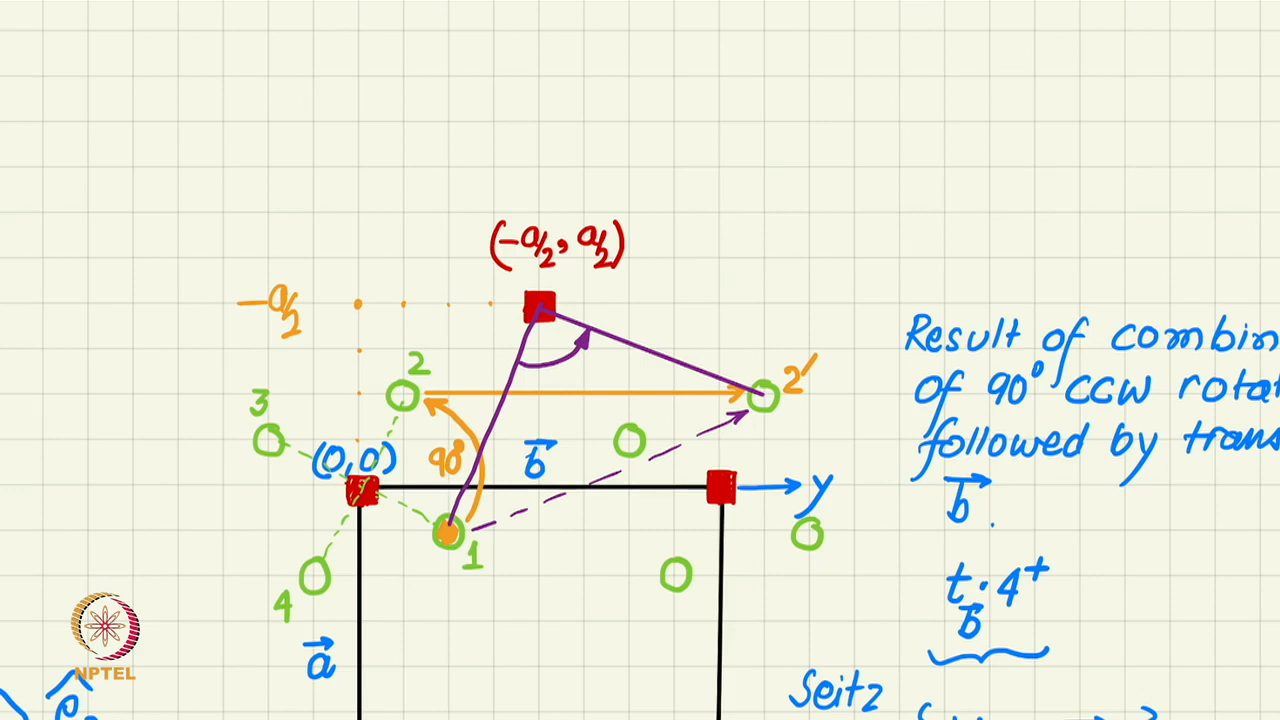 (-a/2, a/2)
-a/2
2
2′
3
(0,0)
90°
b⃗
y
1
4
a⃗
Result of combin
of 90° CCW rota
followed by trans
b⃗.
t_b⃗ · 4⁺
Seitz
NPTEL